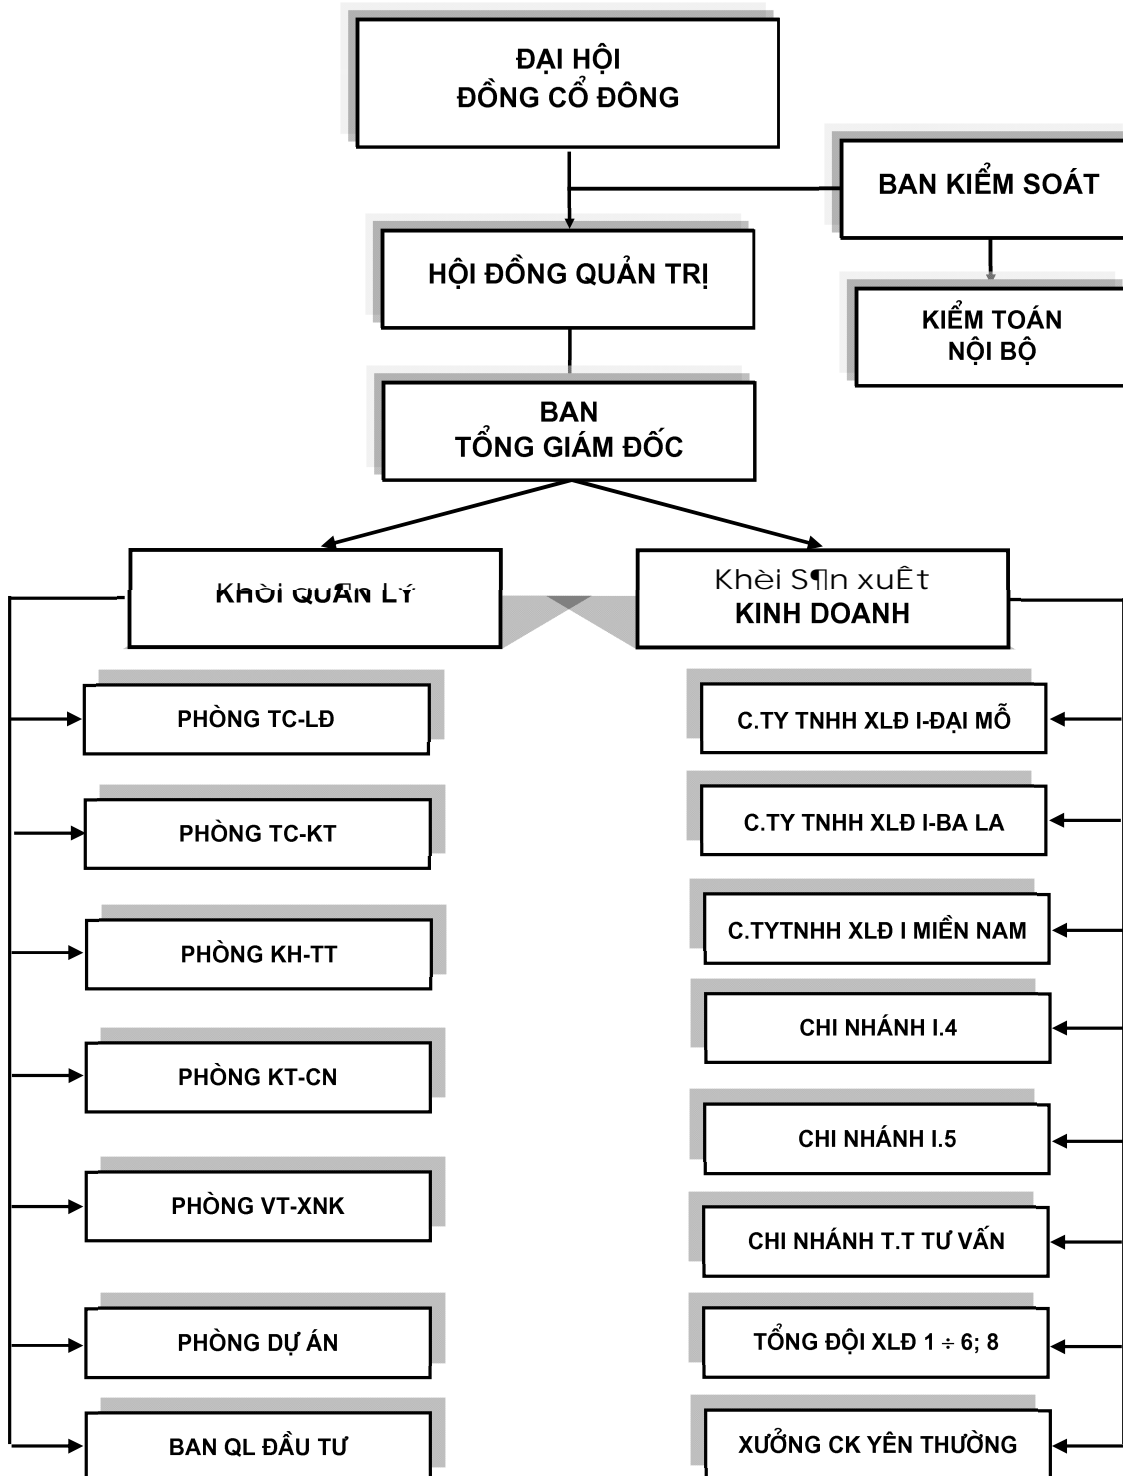 ĐẠI HỘI
ĐỒNG CỔ ĐÔNG
BAN KIỂM SOÁT
HỘI ĐỒNG QUẢN TRỊ
KIỂM TOÁN
NỘI BỘ
BAN
TỔNG GIÁM ĐỐC
QUẢN LÝ
Khèi S¶n xuÊt
KINH DOANH
PHÒNG TC-LĐ
C.TY TNHH XLĐ I-ĐẠI MỖ
PHÒNG TC-KT
C.TY TNHH XLĐ I-BA LA
PHÒNG KH-TT
C.TYTNHH XLĐ I MIỀN NAM
PHÒNG KT-CN
CHI NHÁNH I.4
CHI NHÁNH I.5
PHÒNG VT-XNK
CHI NHÁNH T.T TƯ VẤN
PHÒNG DỰ ÁN
TỔNG ĐỘI XLĐ 1 ÷ 6; 8
BAN QL ĐẦU TƯ
XƯỞNG CK YÊN THƯỜNG